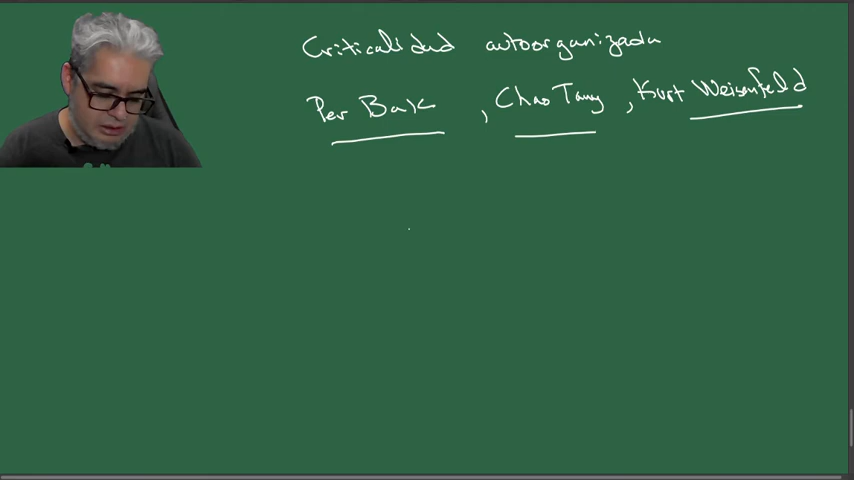 Criticalidad autoorganizada
Per Bak, Chao Tang, Kurt Weisenfeld